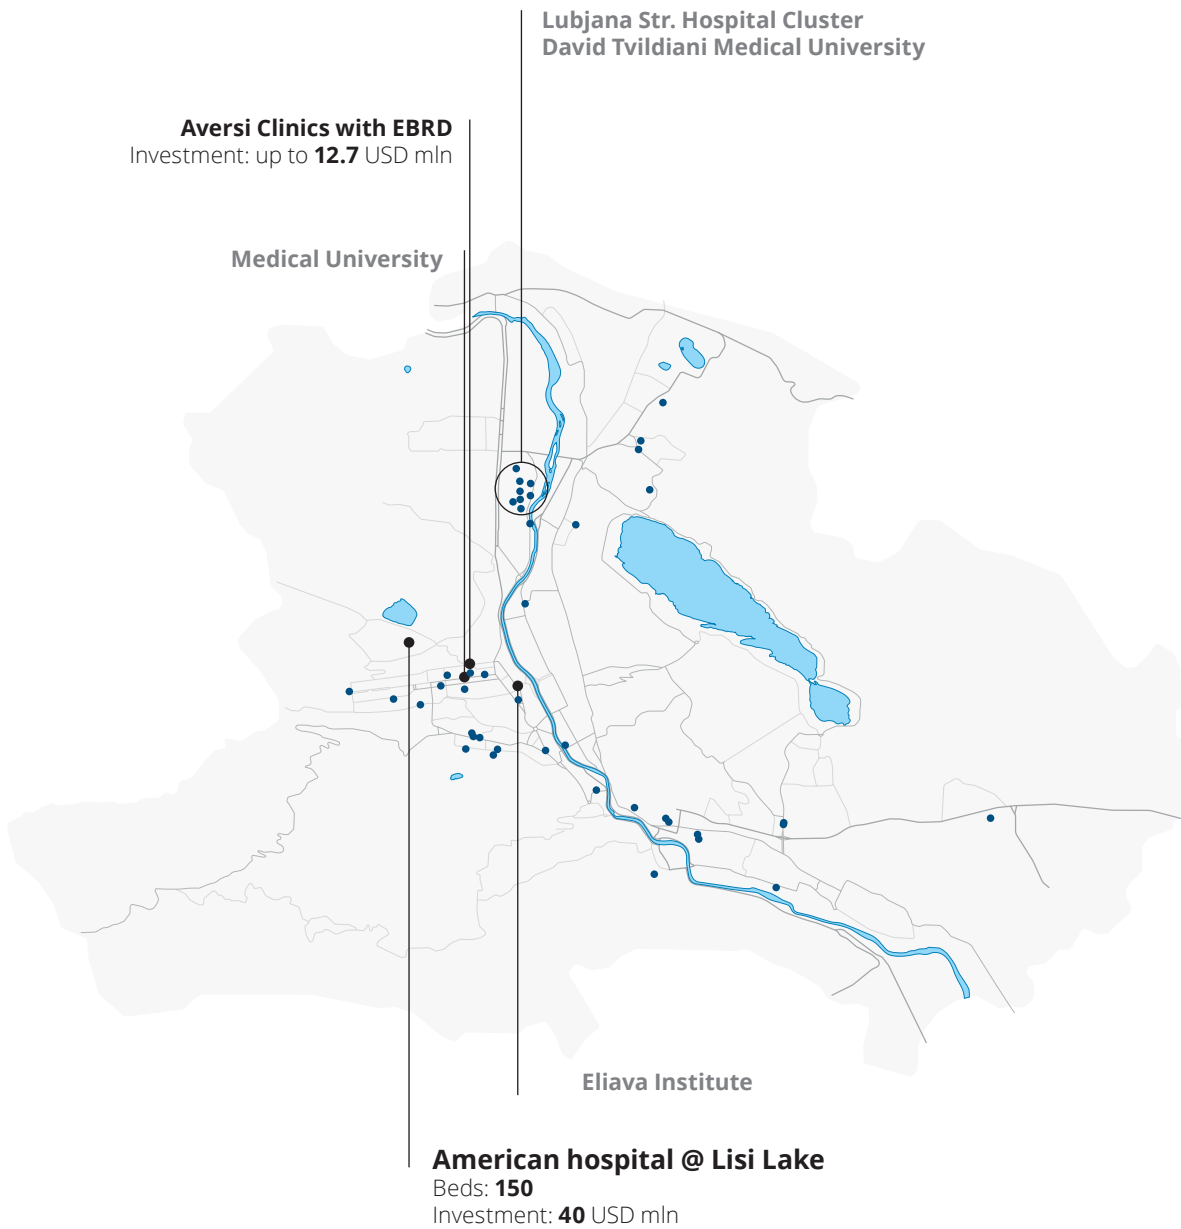 Lubjana Str. Hospital Cluster
David Tvildiani Medical University
Aversi Clinics with EBRD
Investment: up to 12.7 USD mln
Medical University
Eliava Institute
American hospital @ Lisi Lake
Beds: 150
Investment: 40 USD mln